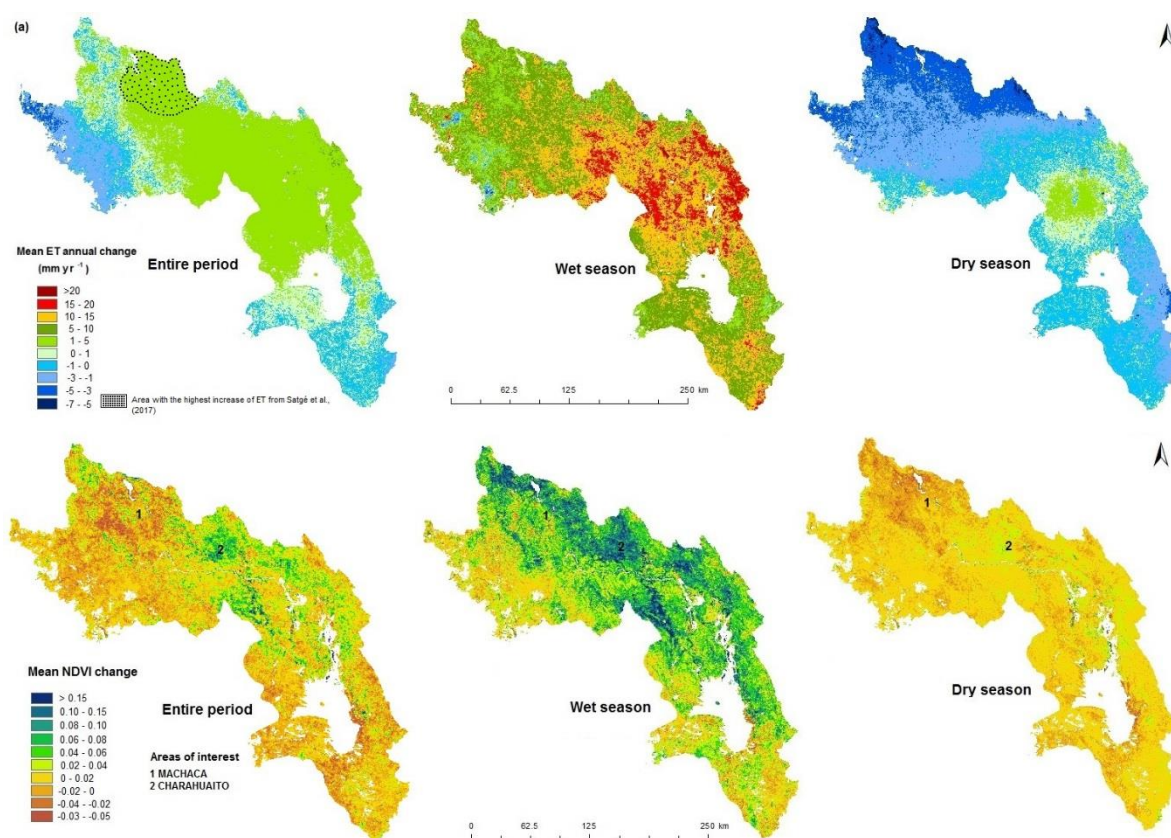 (a)
Mean ET annual change
(mm yr -1)
>20
15 - 20
10 - 15
5 - 10
1 - 5
0 - 1
-1 - 0
-3 - -1
-5 - -3
-7 - -5
Entire period
Area with the highest increase of ET from Satgè et al.,
(2017)
Wet season
0 62.5 125 250 km
Dry season
1
2
Mean NDVI change
> 0.15
0.10 - 0.15
0.08 - 0.10
0.06 - 0.08
0.04 - 0.06
0.02 - 0.04
0 - 0.02
-0.02 - 0
-0.04 - -0.02
-0.03 - -0.05
Entire period
Areas of interest
1 MACHACA
2 CHARAHUAITO
1
2
Wet season
0 62.5 125 250 km
1
2
Dry season